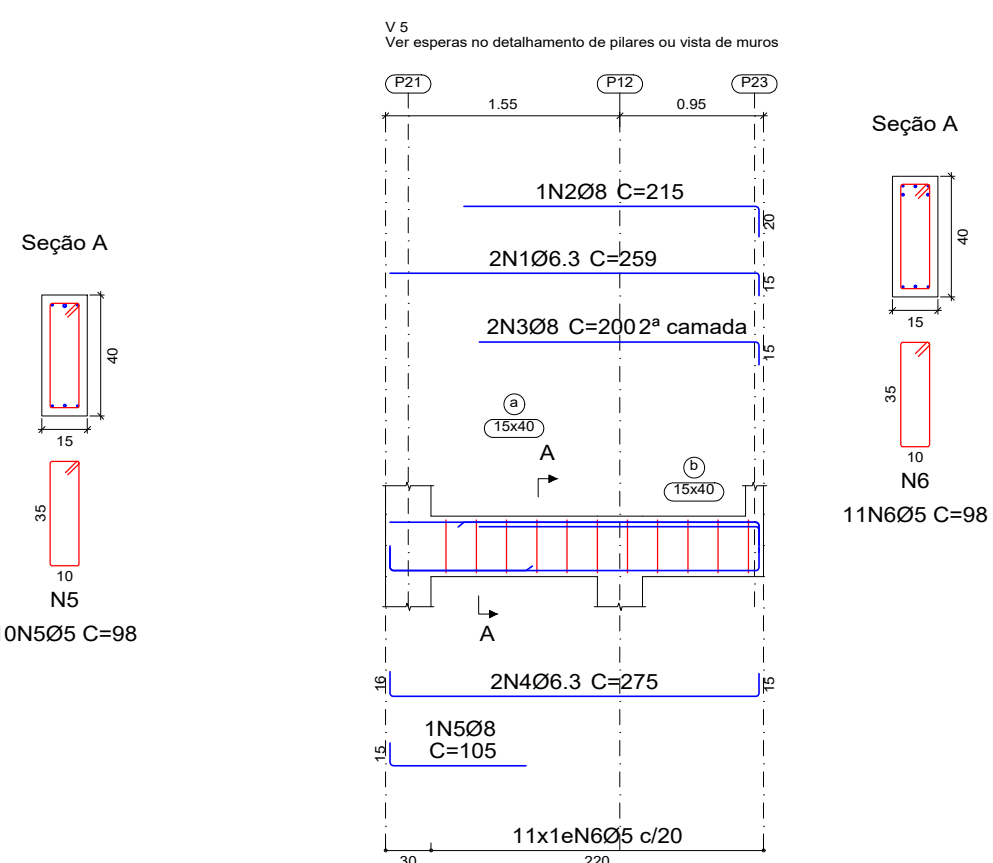 V 5
Ver esperas no detalhamento de pilares ou vista de muros
P21
P12
P23
1.55
0.95
1N2Ø8 C=215
20
2N1Ø6.3 C=259
15
2N3Ø8 C=200 2ª camada
15
a
15x40
A
b
15x40
A
16
2N4Ø6.3 C=275
15
1N5Ø8
C=105
15
11x1eN6Ø5 c/20
30
220
Seção A
40
15
35
10
N5
0N5Ø5 C=98
Seção A
40
15
35
10
N6
11N6Ø5 C=98